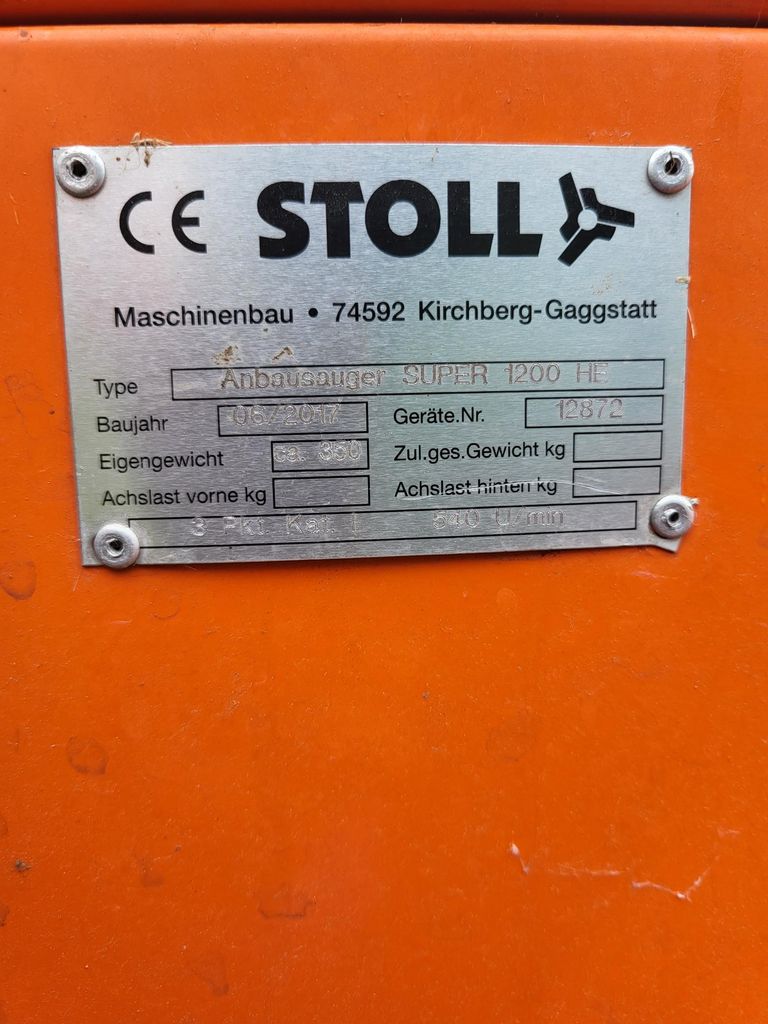 CE STOLL
Maschinenbau • 74592 Kirchberg-Gaggstatt
Type Anbausauger SUPER 1200 HE
Baujahr 06/2017 Geräte.Nr. 12872
Eigengewicht ca. 350 Zul.ges.Gewicht kg
Achslast vorne kg Achslast hinten kg
3 Pkt. Kat. I 540 U/min